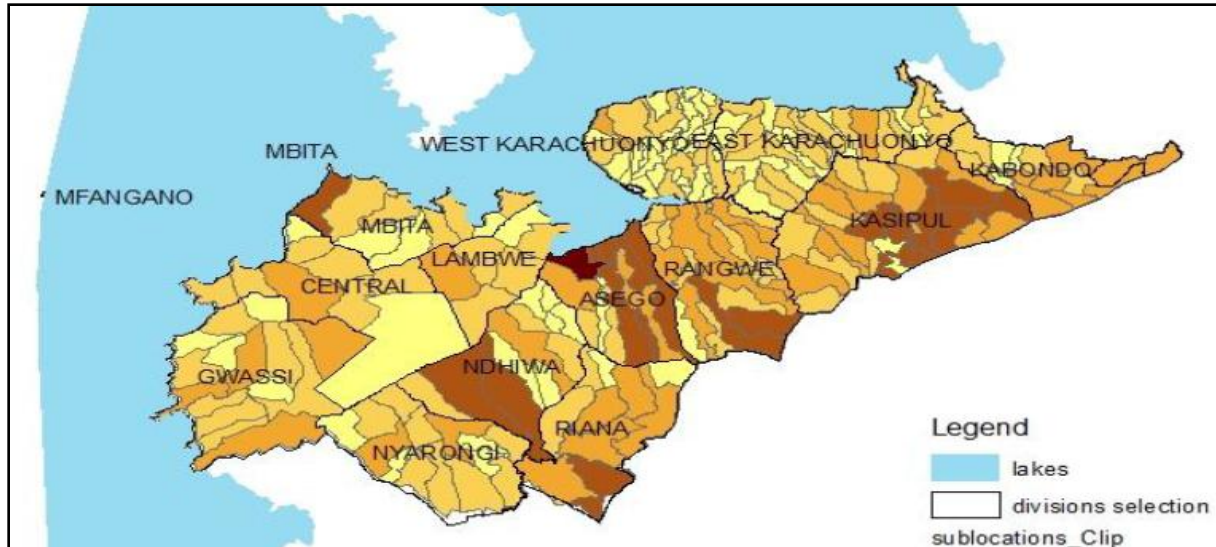 WEST KARACHUONYO
EAST KARACHUONYO
MBITA
KABONDO
MFANGANO
KASIPUL
MBITA
LAMBWE
RANGWE
CENTRAL
ASEGO
NDHIWA
GWASSI
RIANA
NYARONGI
Legend
lakes
divisions selection
sublocations_Clip